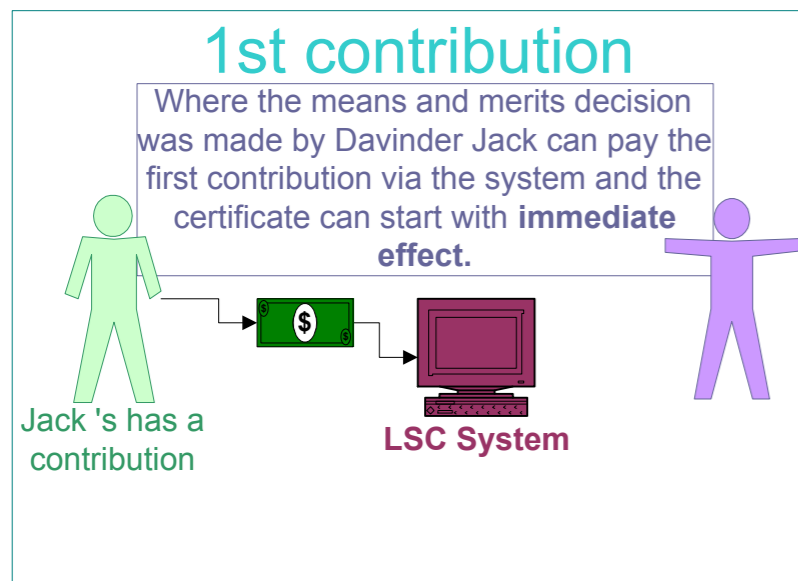 1st contribution
Where the means and merits decision
was made by Davinder Jack can pay the
first contribution via the system and the
certificate can start with immediate
effect.
$
$
$
Jack 's has a
contribution
LSC System